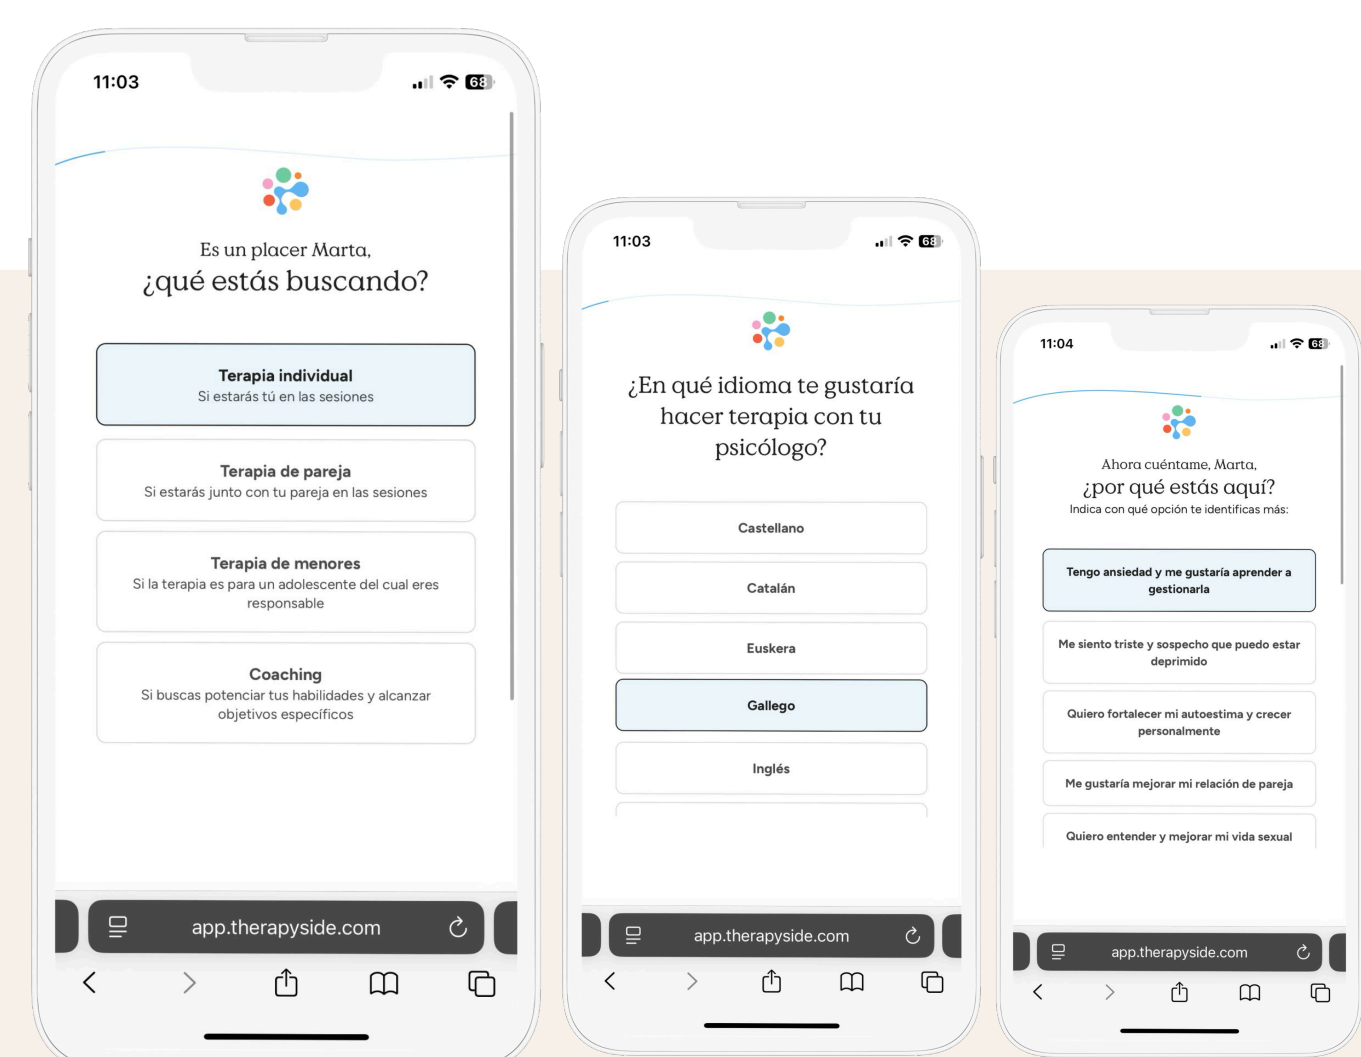 11:03
68
Es un placer Marta,
¿qué estás buscando?
Terapia individual
Si estarás tú en las sesiones
Terapia de pareja
Si estarás junto con tu pareja en las sesiones
Terapia de menores
Si la terapia es para un adolescente del cual eres
responsable
Coaching
Si buscas potenciar tus habilidades y alcanzar
objetivos específicos
app.therapyside.com
11:03
68
¿En qué idioma te gustaría
hacer terapia con tu
psicólogo?
Castellano
Catalán
Euskera
Gallego
Inglés
app.therapyside.com
11:04
68
Ahora cuéntame, Marta,
¿por qué estás aquí?
Indica con qué opción te identificas más:
Tengo ansiedad y me gustaría aprender a
gestionarla
Me siento triste y sospecho que puedo estar
deprimido
Quiero fortalecer mi autoestima y crecer
personalmente
Me gustaría mejorar mi relación de pareja
Quiero entender y mejorar mi vida sexual
app.therapyside.com